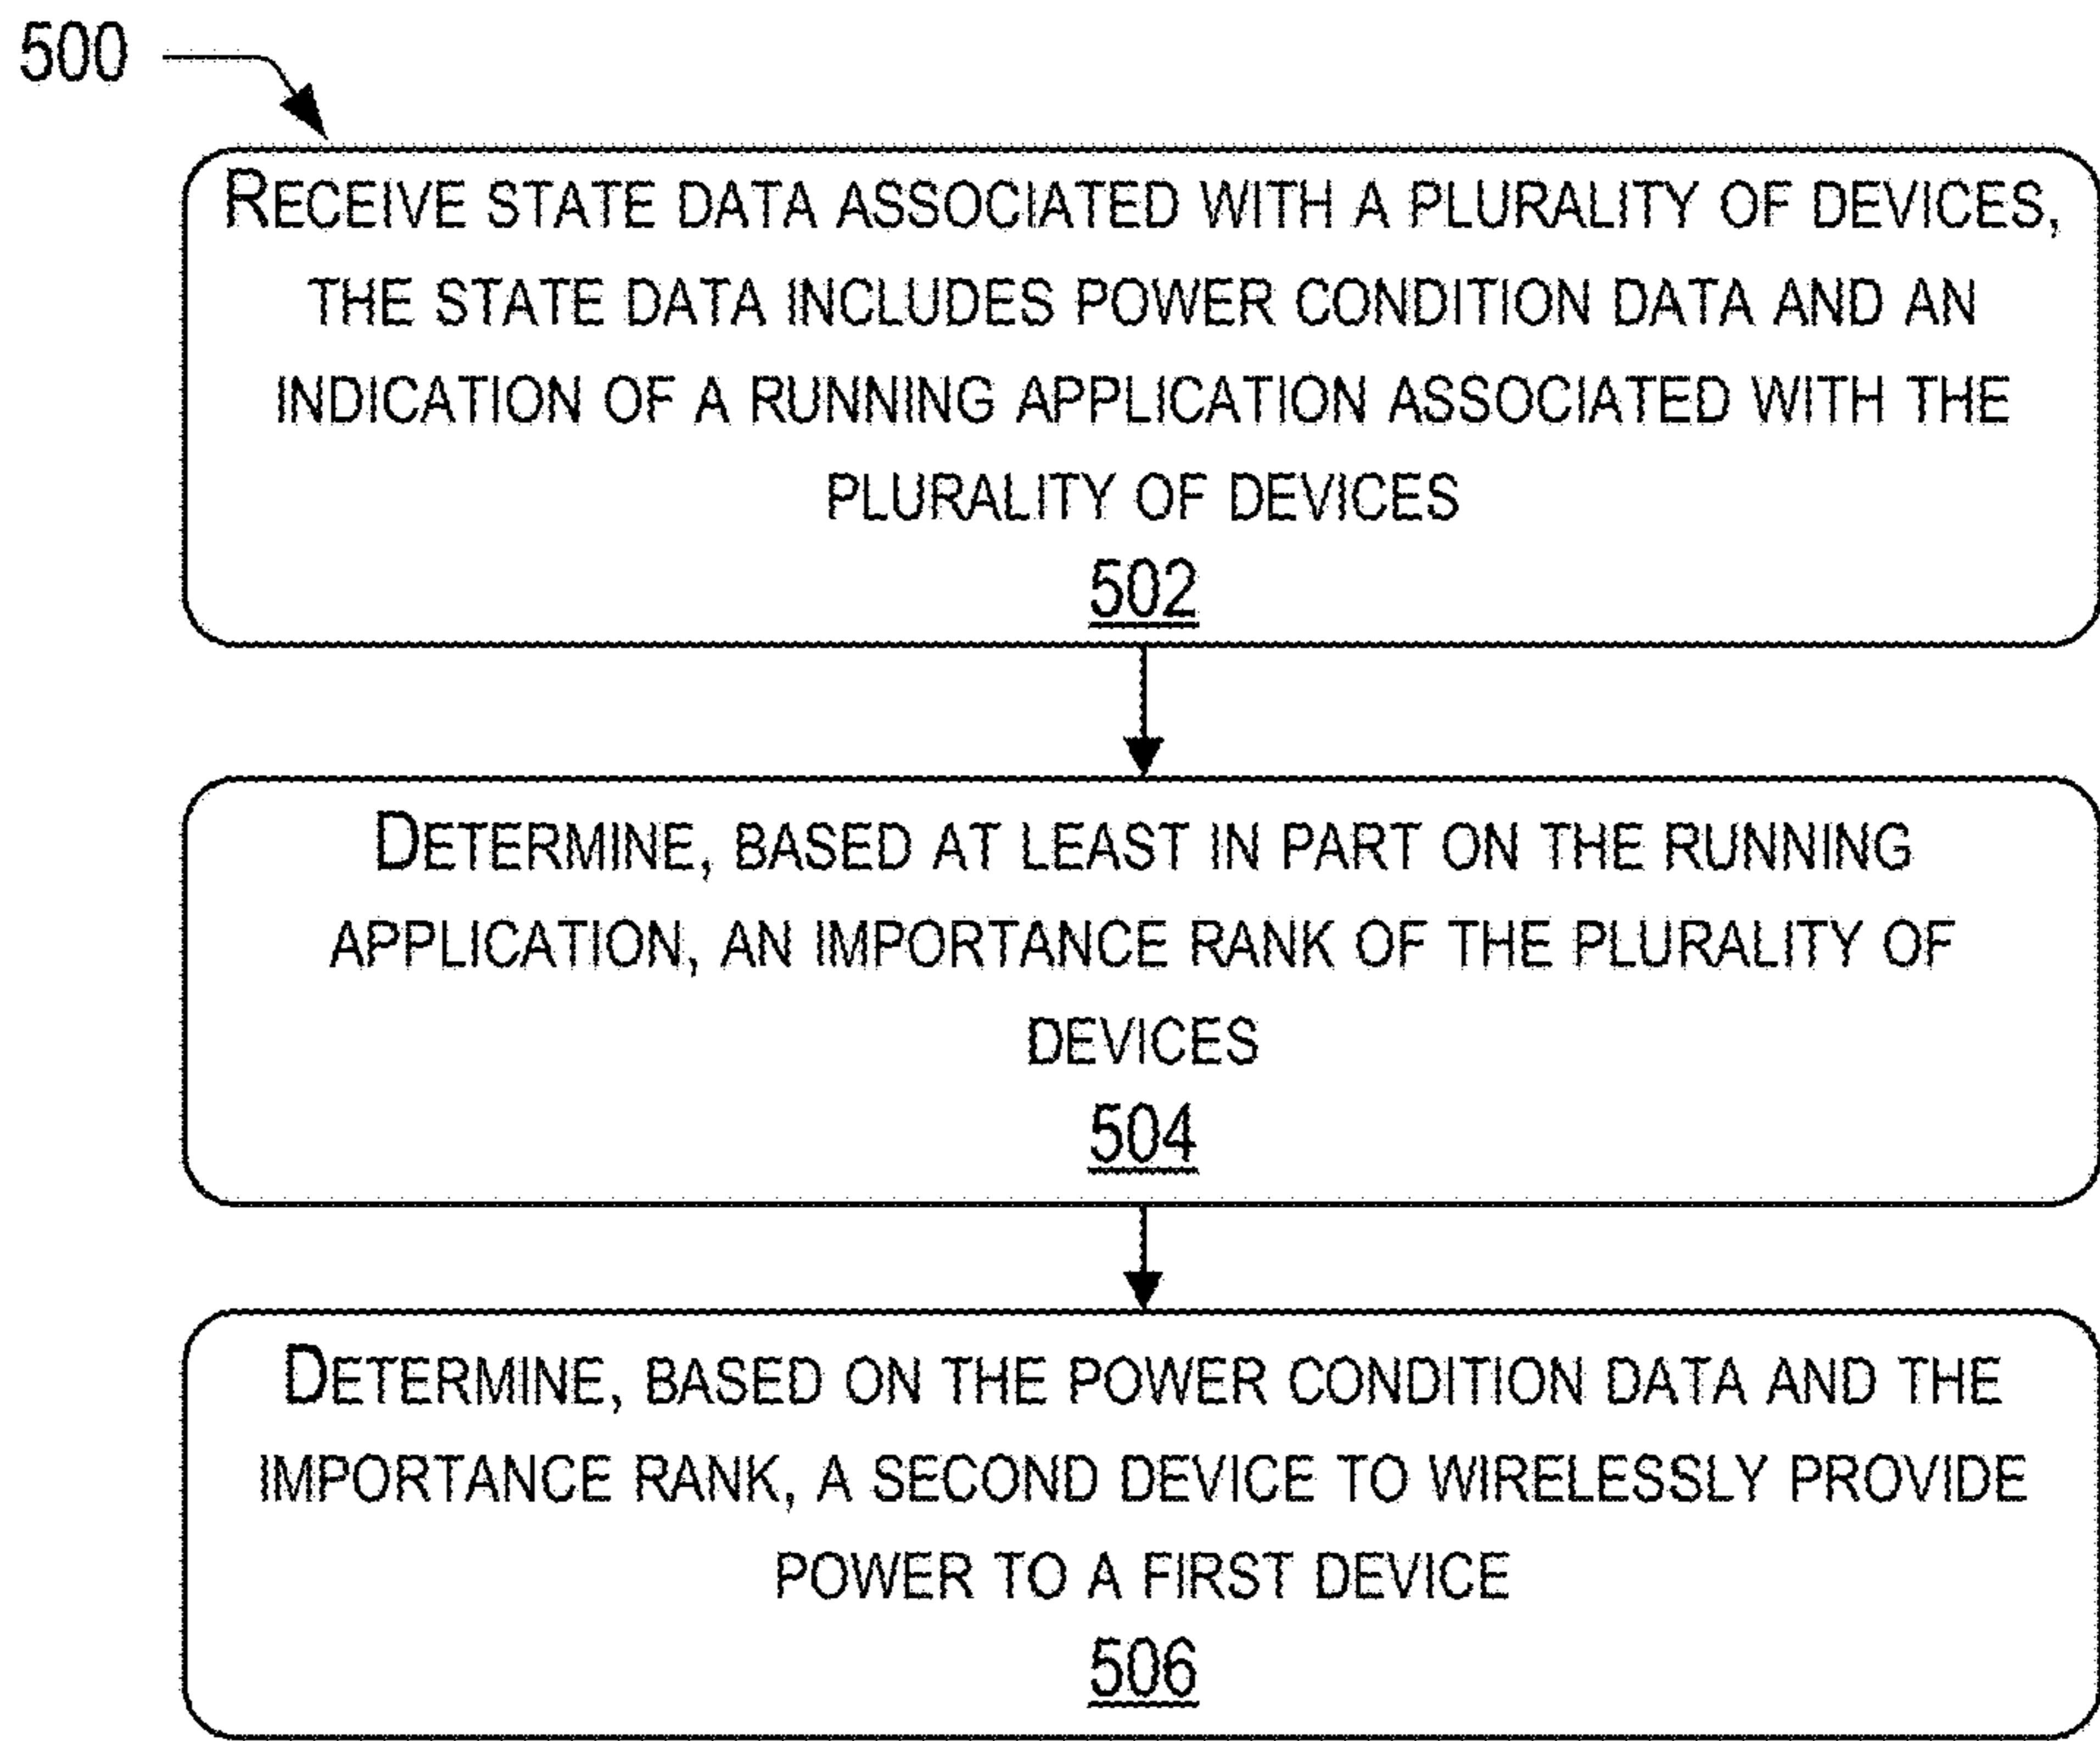 500
RECEIVE STATE DATA ASSOCIATED WITH A PLURALITY OF DEVICES,
THE STATE DATA INCLUDES POWER CONDITION DATA AND AN
INDICATION OF A RUNNING APPLICATION ASSOCIATED WITH THE
PLURALITY OF DEVICES
502
DETERMINE, BASED AT LEAST IN PART ON THE RUNNING
APPLICATION, AN IMPORTANCE RANK OF THE PLURALITY OF
DEVICES
504
DETERMINE, BASED ON THE POWER CONDITION DATA AND THE
IMPORTANCE RANK, A SECOND DEVICE TO WIRELESSLY PROVIDE
POWER TO A FIRST DEVICE
506